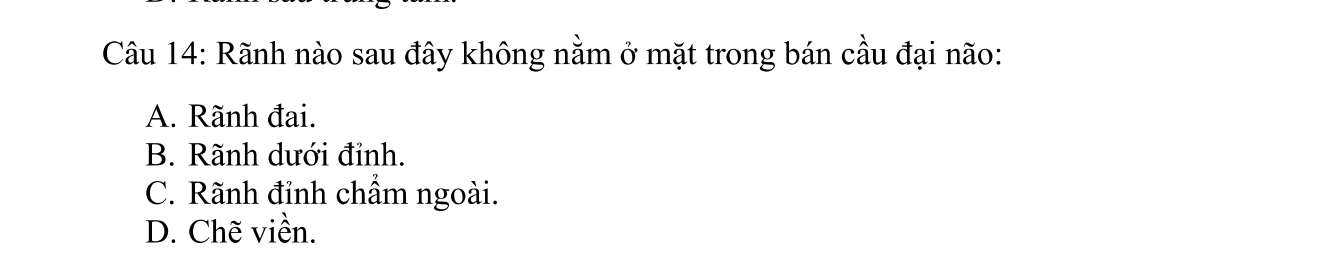 Câu 14: Rãnh nào sau đây không nằm ở mặt trong bán cầu đại não:
A. Rãnh đai.
B. Rãnh dưới đỉnh.
C. Rãnh đỉnh chẩm ngoài.
D. Chẽ viền.